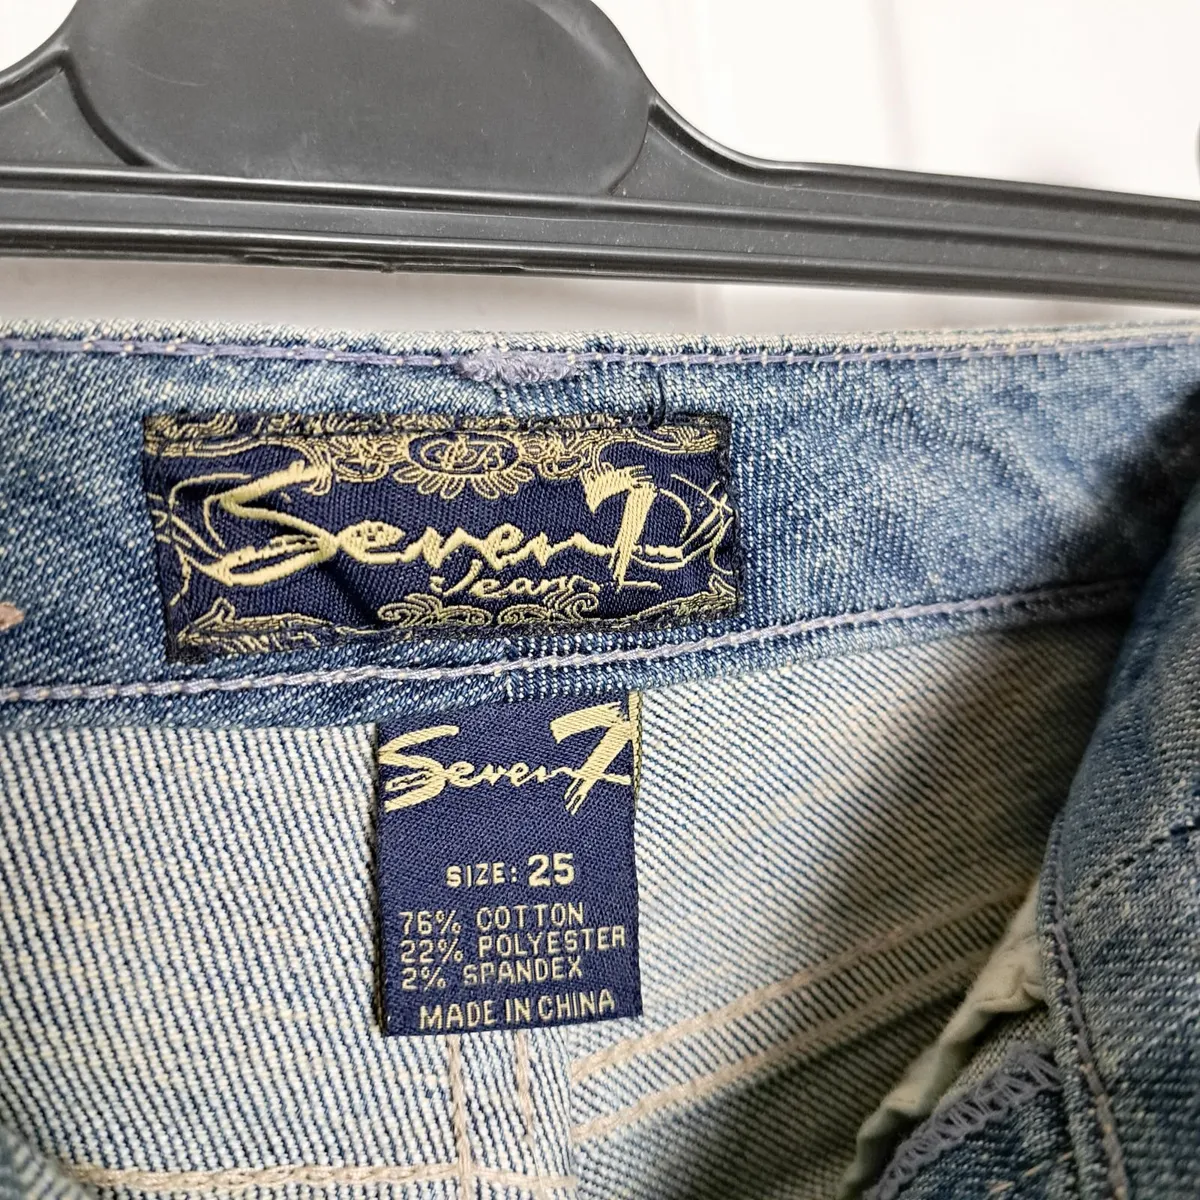 Seven7
Jeans
Seven7
SIZE: 25
76% COTTON
22% POLYESTER
2% SPANDEX
MADE IN CHINA